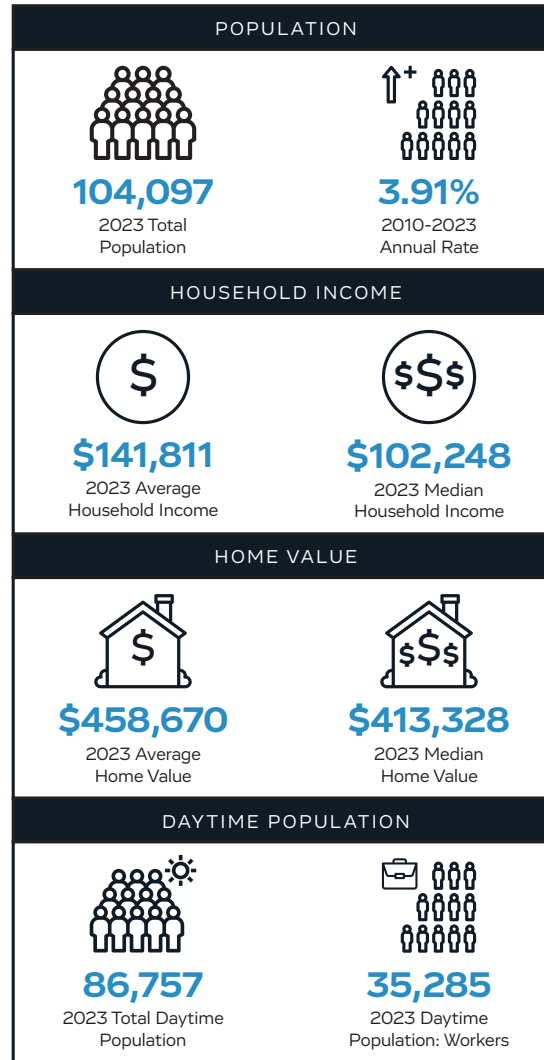 POPULATION
104,097
2023 Total
Population
3.91%
2010-2023
Annual Rate
HOUSEHOLD INCOME
$
$141,811
2023 Average
Household Income
$$$
$102,248
2023 Median
Household Income
HOME VALUE
$
$458,670
2023 Average
Home Value
$$$
$413,328
2023 Median
Home Value
DAYTIME POPULATION
86,757
2023 Total Daytime
Population
35,285
2023 Daytime
Population: Workers